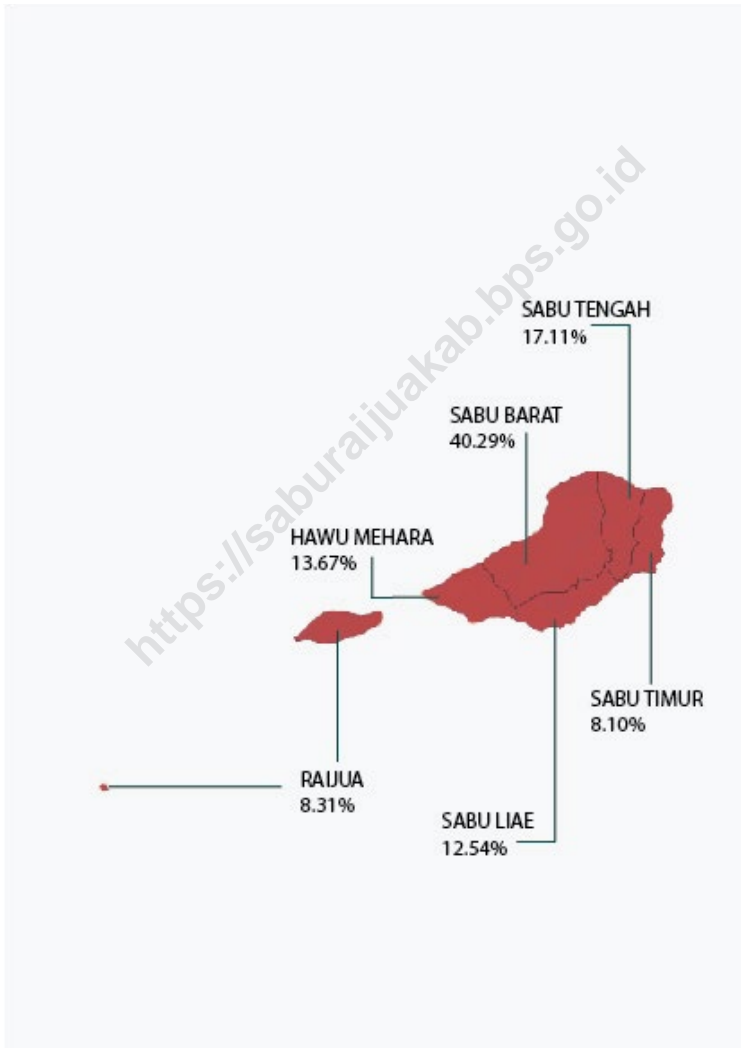 https://saburaijuakab.bps.go.id
SABU TENGAH
17.11%
SABU BARAT
40.29%
HAWU MEHARA
13.67%
SABU TIMUR
8.10%
RAIJUA
8.31%
SABU LIAE
12.54%